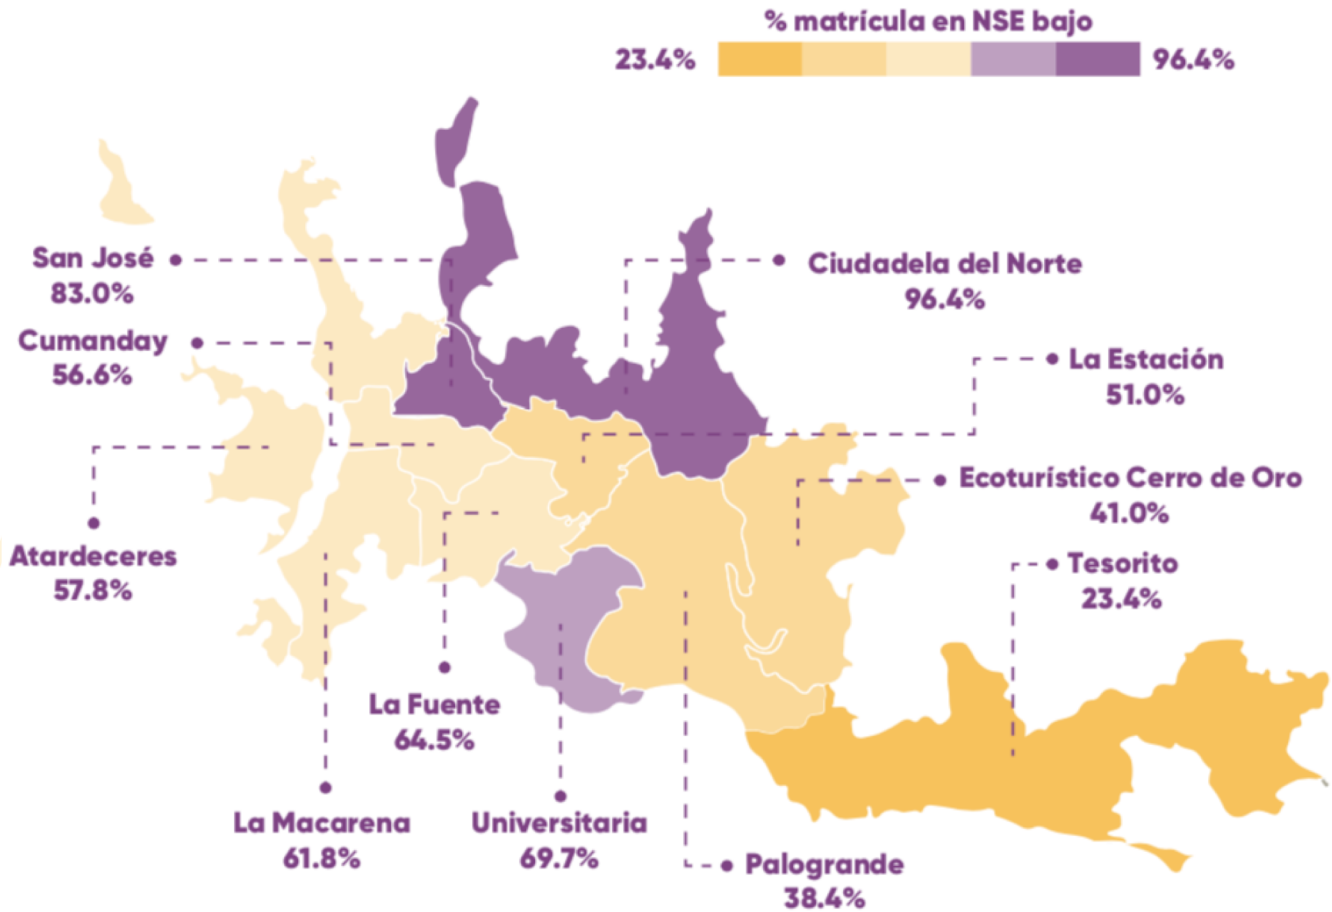 % matrícula en NSE bajo
23.4% 96.4%
San José
83.0%
Ciudadela del Norte
96.4%
Cumanday
56.6%
La Estación
51.0%
Ecoturístico Cerro de Oro
41.0%
Atardeceres
57.8%
Tesorito
23.4%
La Fuente
64.5%
La Macarena
61.8%
Universitaria
69.7%
Palogrande
38.4%